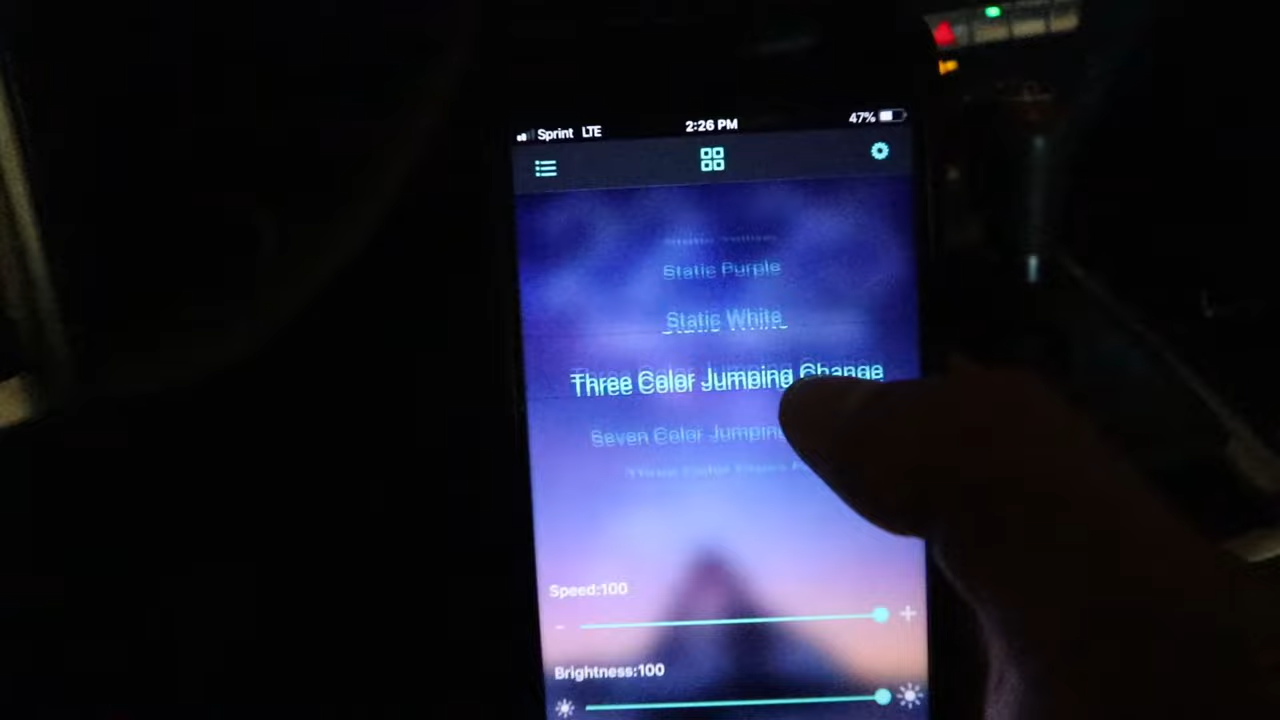 Sprint LTE 2:26 PM 47%
Static Purple
Static White
Three Color Jumping Change
Seven Color Jumping
Speed:100
- +
Brightness:100